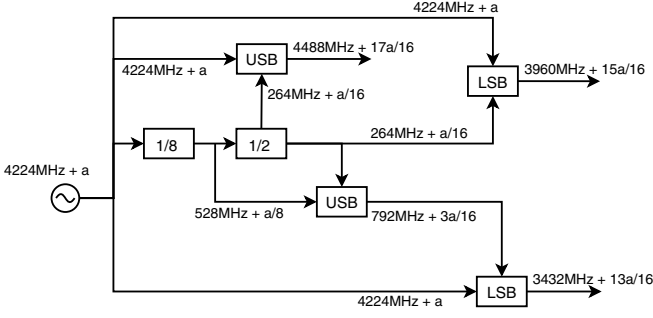 4224MHz + a
4224MHz + a
USB
4488MHz + 17a/16
LSB
3960MHz + 15a/16
264MHz + a/16
1/8
1/2
264MHz + a/16
4224MHz + a
528MHz + a/8
USB
792MHz + 3a/16
4224MHz + a
LSB
3432MHz + 13a/16